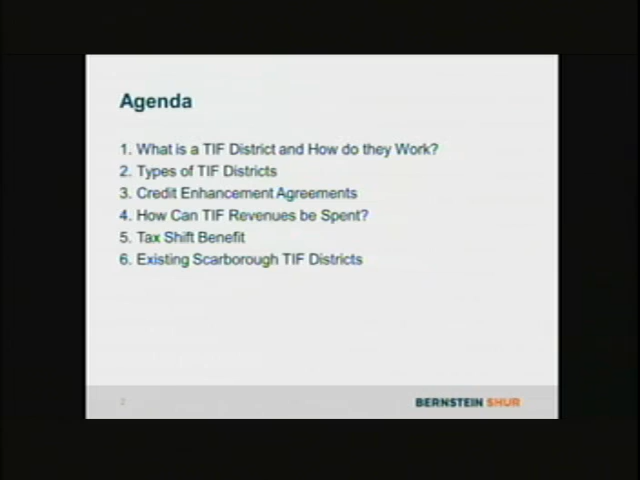 Agenda
1. What is a TIF District and How do they Work?
2. Types of TIF Districts
3. Credit Enhancement Agreements
4. How Can TIF Revenues be Spent?
5. Tax Shift Benefit
6. Existing Scarborough TIF Districts
2
BERNSTEIN SHUR